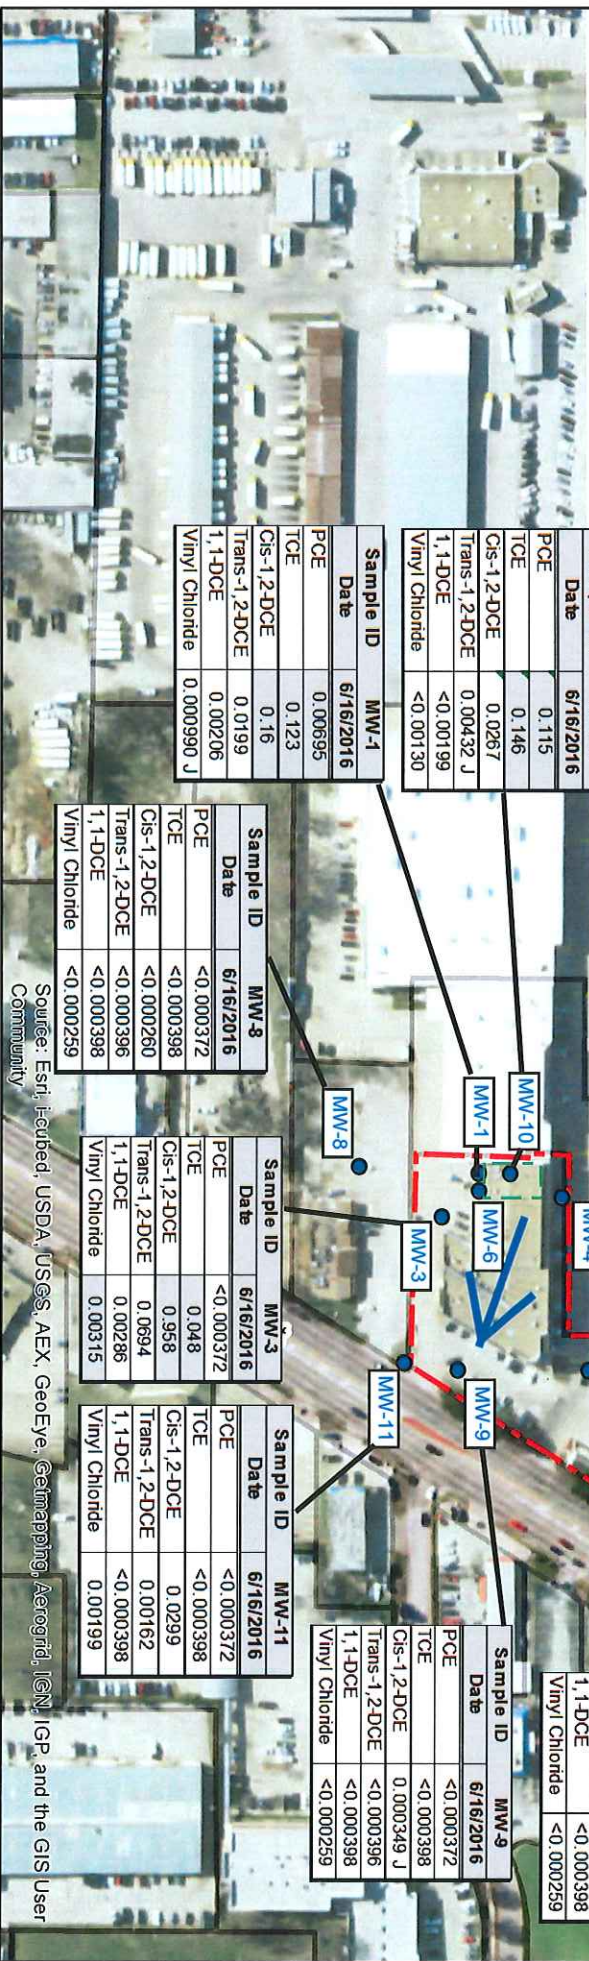 Date 6/16/2016
PCE 0.115
TCE 0.146
Cis-1,2-DCE 0.0267
Trans-1,2-DCE 0.00432 J
1,1-DCE <0.00199
Vinyl Chloride <0.00130
Sample ID MW-1
Date 6/16/2016
PCE 0.00695
TCE 0.123
Cis-1,2-DCE 0.16
Trans-1,2-DCE 0.0199
1,1-DCE 0.00206
Vinyl Chloride 0.000990 J
Sample ID MW-8
Date 6/16/2016
PCE <0.000372
TCE <0.000398
Cis-1,2-DCE <0.000260
Trans-1,2-DCE <0.000396
1,1-DCE <0.000398
Vinyl Chloride <0.000259
Sample ID MW-3
Date 6/16/2016
PCE <0.000372
TCE 0.048
Cis-1,2-DCE 0.958
Trans-1,2-DCE 0.0694
1,1-DCE 0.00286
Vinyl Chloride 0.00315
Sample ID MW-11
Date 6/16/2016
PCE <0.000372
TCE <0.000398
Cis-1,2-DCE 0.0299
Trans-1,2-DCE 0.00162
1,1-DCE <0.000398
Vinyl Chloride 0.00199
Sample ID MW-9
Date 6/16/2016
PCE <0.000372
TCE <0.000398
Cis-1,2-DCE 0.000349 J
Trans-1,2-DCE <0.000396
1,1-DCE <0.000398
Vinyl Chloride <0.000259
1,1-DCE <0.000398
Vinyl Chloride <0.000259
MW-4
MW-10
MW-1
MW-6
MW-8
MW-3
MW-9
MW-11
Source: Esri, i-cubed, USDA, USGS, AEX, GeoEye, Getmapping, Aerogrid, IGN, IGP, and the GIS User
Community